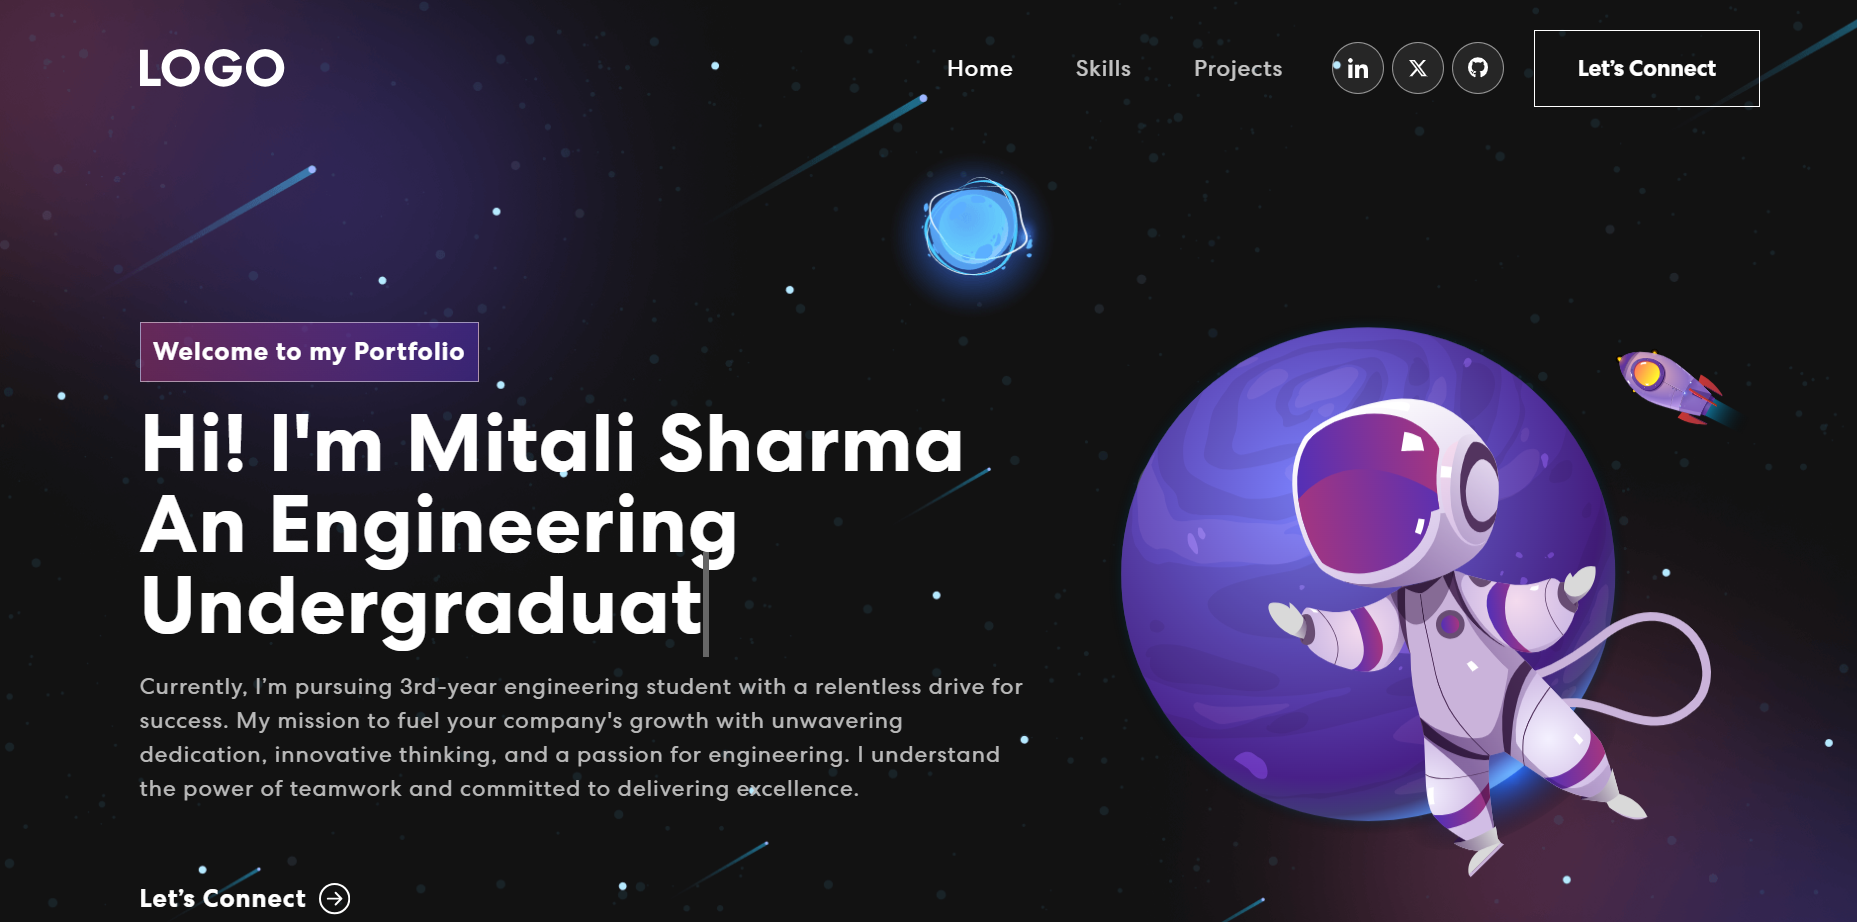 LOGO
Home
Skills
Projects
in
X
Let’s Connect
Welcome to my Portfolio
Hi! I'm Mitali Sharma
An Engineering
Undergraduat
Currently, I’m pursuing 3rd-year engineering student with a relentless drive for
success. My mission to fuel your company's growth with unwavering
dedication, innovative thinking, and a passion for engineering. I understand
the power of teamwork and committed to delivering excellence.
Let’s Connect